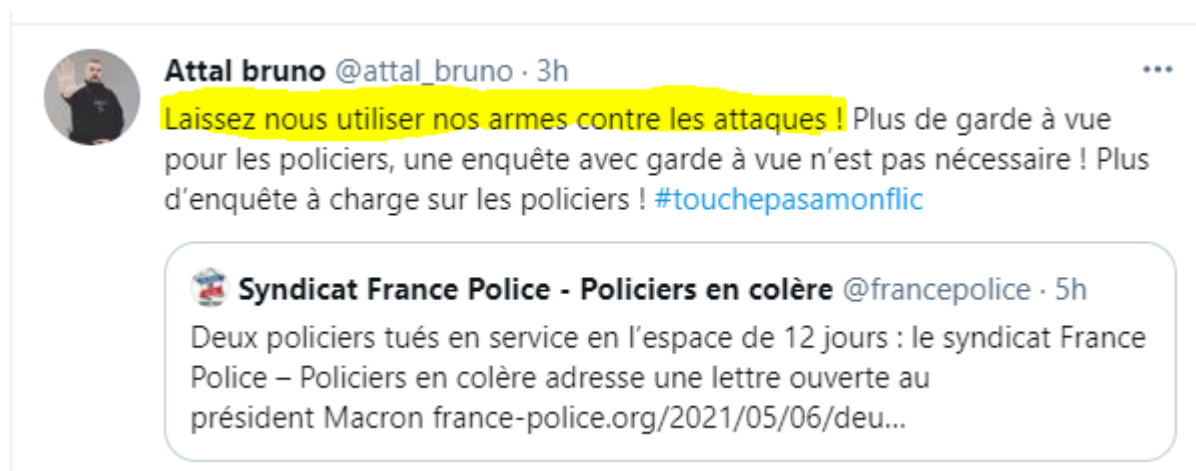 Attal bruno @attal_bruno · 3h
Laissez nous utiliser nos armes contre les attaques ! Plus de garde à vue
pour les policiers, une enquête avec garde à vue n’est pas nécessaire ! Plus
d’enquête à charge sur les policiers ! #touchepasamonflic
Syndicat France Police - Policiers en colère @francepolice · 5h
Deux policiers tués en service en l’espace de 12 jours : le syndicat France
Police – Policiers en colère adresse une lettre ouverte au
président Macron france-police.org/2021/05/06/deu...